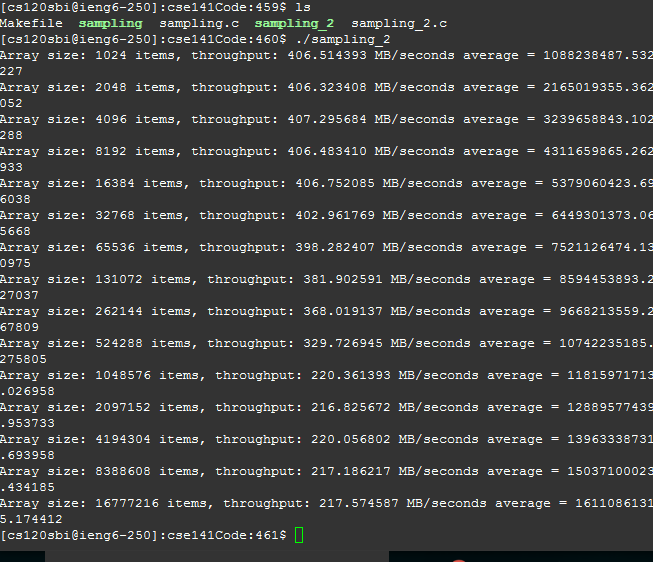 [cs120sbi@ieng6-250]:cse141Code:459$ ls
Makefile  sampling  sampling.c  sampling_2  sampling_2.c
[cs120sbi@ieng6-250]:cse141Code:460$ ./sampling_2
Array size: 1024 items, throughput: 406.514393 MB/seconds average = 1088238487.532
227
Array size: 2048 items, throughput: 406.323408 MB/seconds average = 2165019355.362
052
Array size: 4096 items, throughput: 407.295684 MB/seconds average = 3239658843.102
288
Array size: 8192 items, throughput: 406.483410 MB/seconds average = 4311659865.262
933
Array size: 16384 items, throughput: 406.752085 MB/seconds average = 5379060423.69
6038
Array size: 32768 items, throughput: 402.961769 MB/seconds average = 6449301373.06
5668
Array size: 65536 items, throughput: 398.282407 MB/seconds average = 7521126474.13
0975
Array size: 131072 items, throughput: 381.902591 MB/seconds average = 8594453893.2
27037
Array size: 262144 items, throughput: 368.019137 MB/seconds average = 9668213559.2
67809
Array size: 524288 items, throughput: 329.726945 MB/seconds average = 10742235185.
275805
Array size: 1048576 items, throughput: 220.361393 MB/seconds average = 11815971713
.026958
Array size: 2097152 items, throughput: 216.825672 MB/seconds average = 12889577439
.953733
Array size: 4194304 items, throughput: 220.056802 MB/seconds average = 13963338731
.693958
Array size: 8388608 items, throughput: 217.186217 MB/seconds average = 15037100023
.434185
Array size: 16777216 items, throughput: 217.574587 MB/seconds average = 1611086131
5.174412
[cs120sbi@ieng6-250]:cse141Code:461$